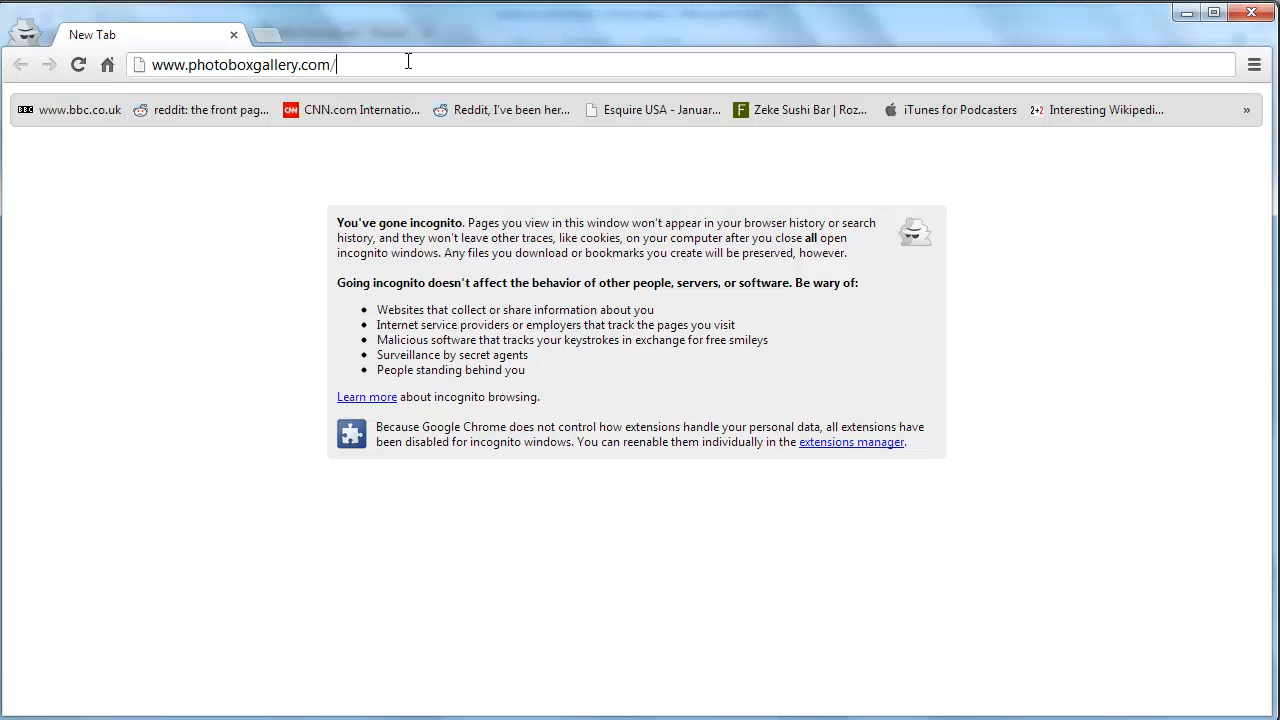 New Tab
www.photoboxgallery.com/
BBC www.bbc.co.uk reddit: the front pag... CNN CNN.com Internatio... Reddit, I've been her... Esquire USA - Januar... F Zeke Sushi Bar | Roz... iTunes for Podcasters 2+2 Interesting Wikipedi... »
You've gone incognito. Pages you view in this window won't appear in your browser history or search
history, and they won't leave other traces, like cookies, on your computer after you close all open
incognito windows. Any files you download or bookmarks you create will be preserved, however.
Going incognito doesn't affect the behavior of other people, servers, or software. Be wary of:
• Websites that collect or share information about you
• Internet service providers or employers that track the pages you visit
• Malicious software that tracks your keystrokes in exchange for free smileys
• Surveillance by secret agents
• People standing behind you
Learn more about incognito browsing.
Because Google Chrome does not control how extensions handle your personal data, all extensions have
been disabled for incognito windows. You can reenable them individually in the extensions manager.